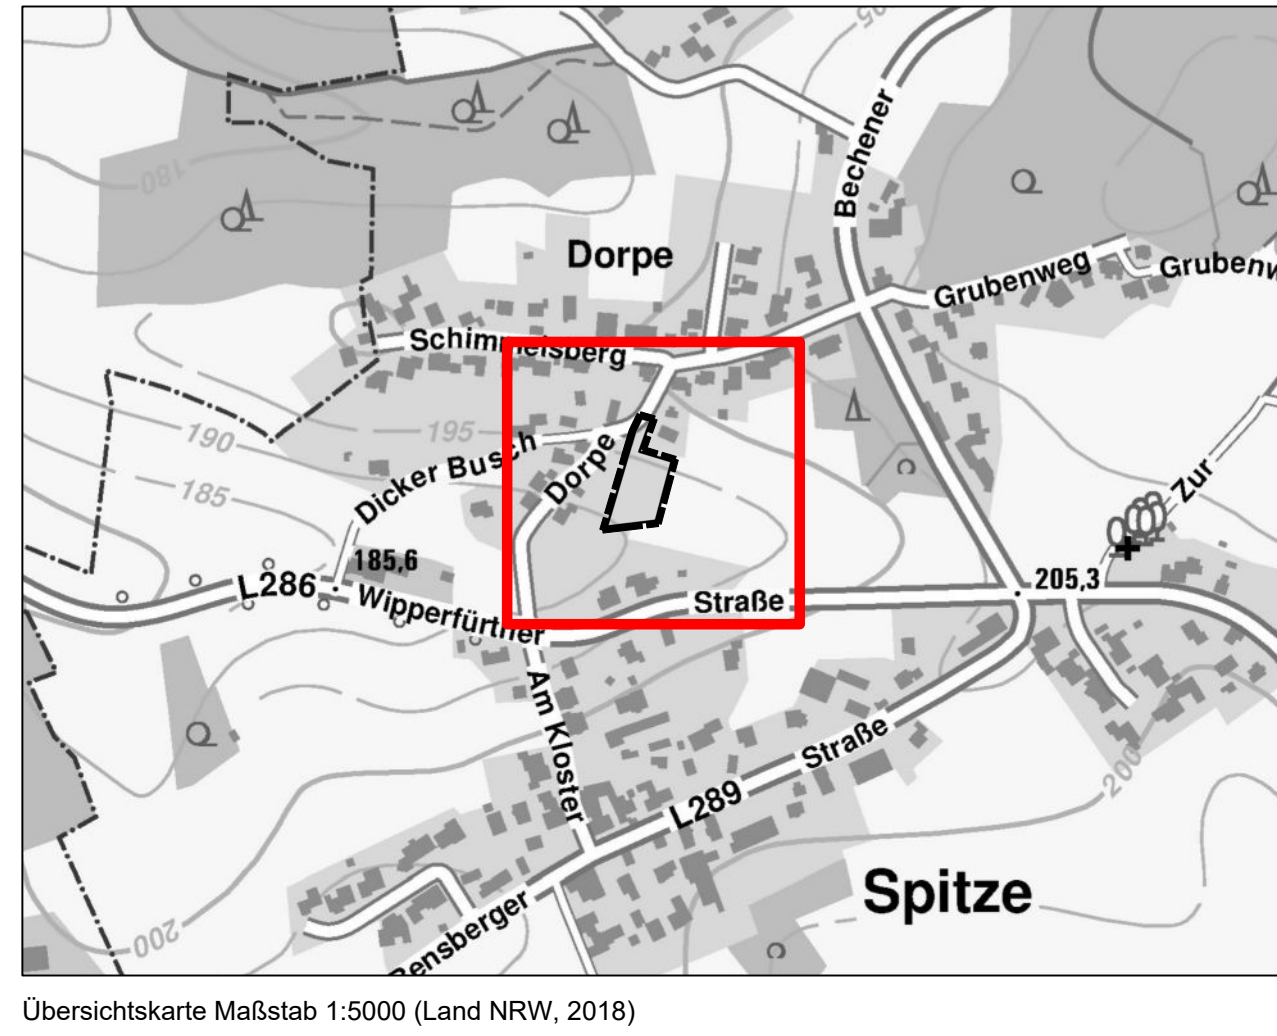 205
180
Bechener
Dorpe
Grubenweg
Schimmelsberg
195
190
Dicker Busch
Dorpe
185
Zur
185,6
205,3
L286
Wipperfürther
Straße
Am Kloster
Straße
L289
200
Spitze
200
Bensberger
Übersichtskarte Maßstab 1:5000 (Land NRW, 2018)